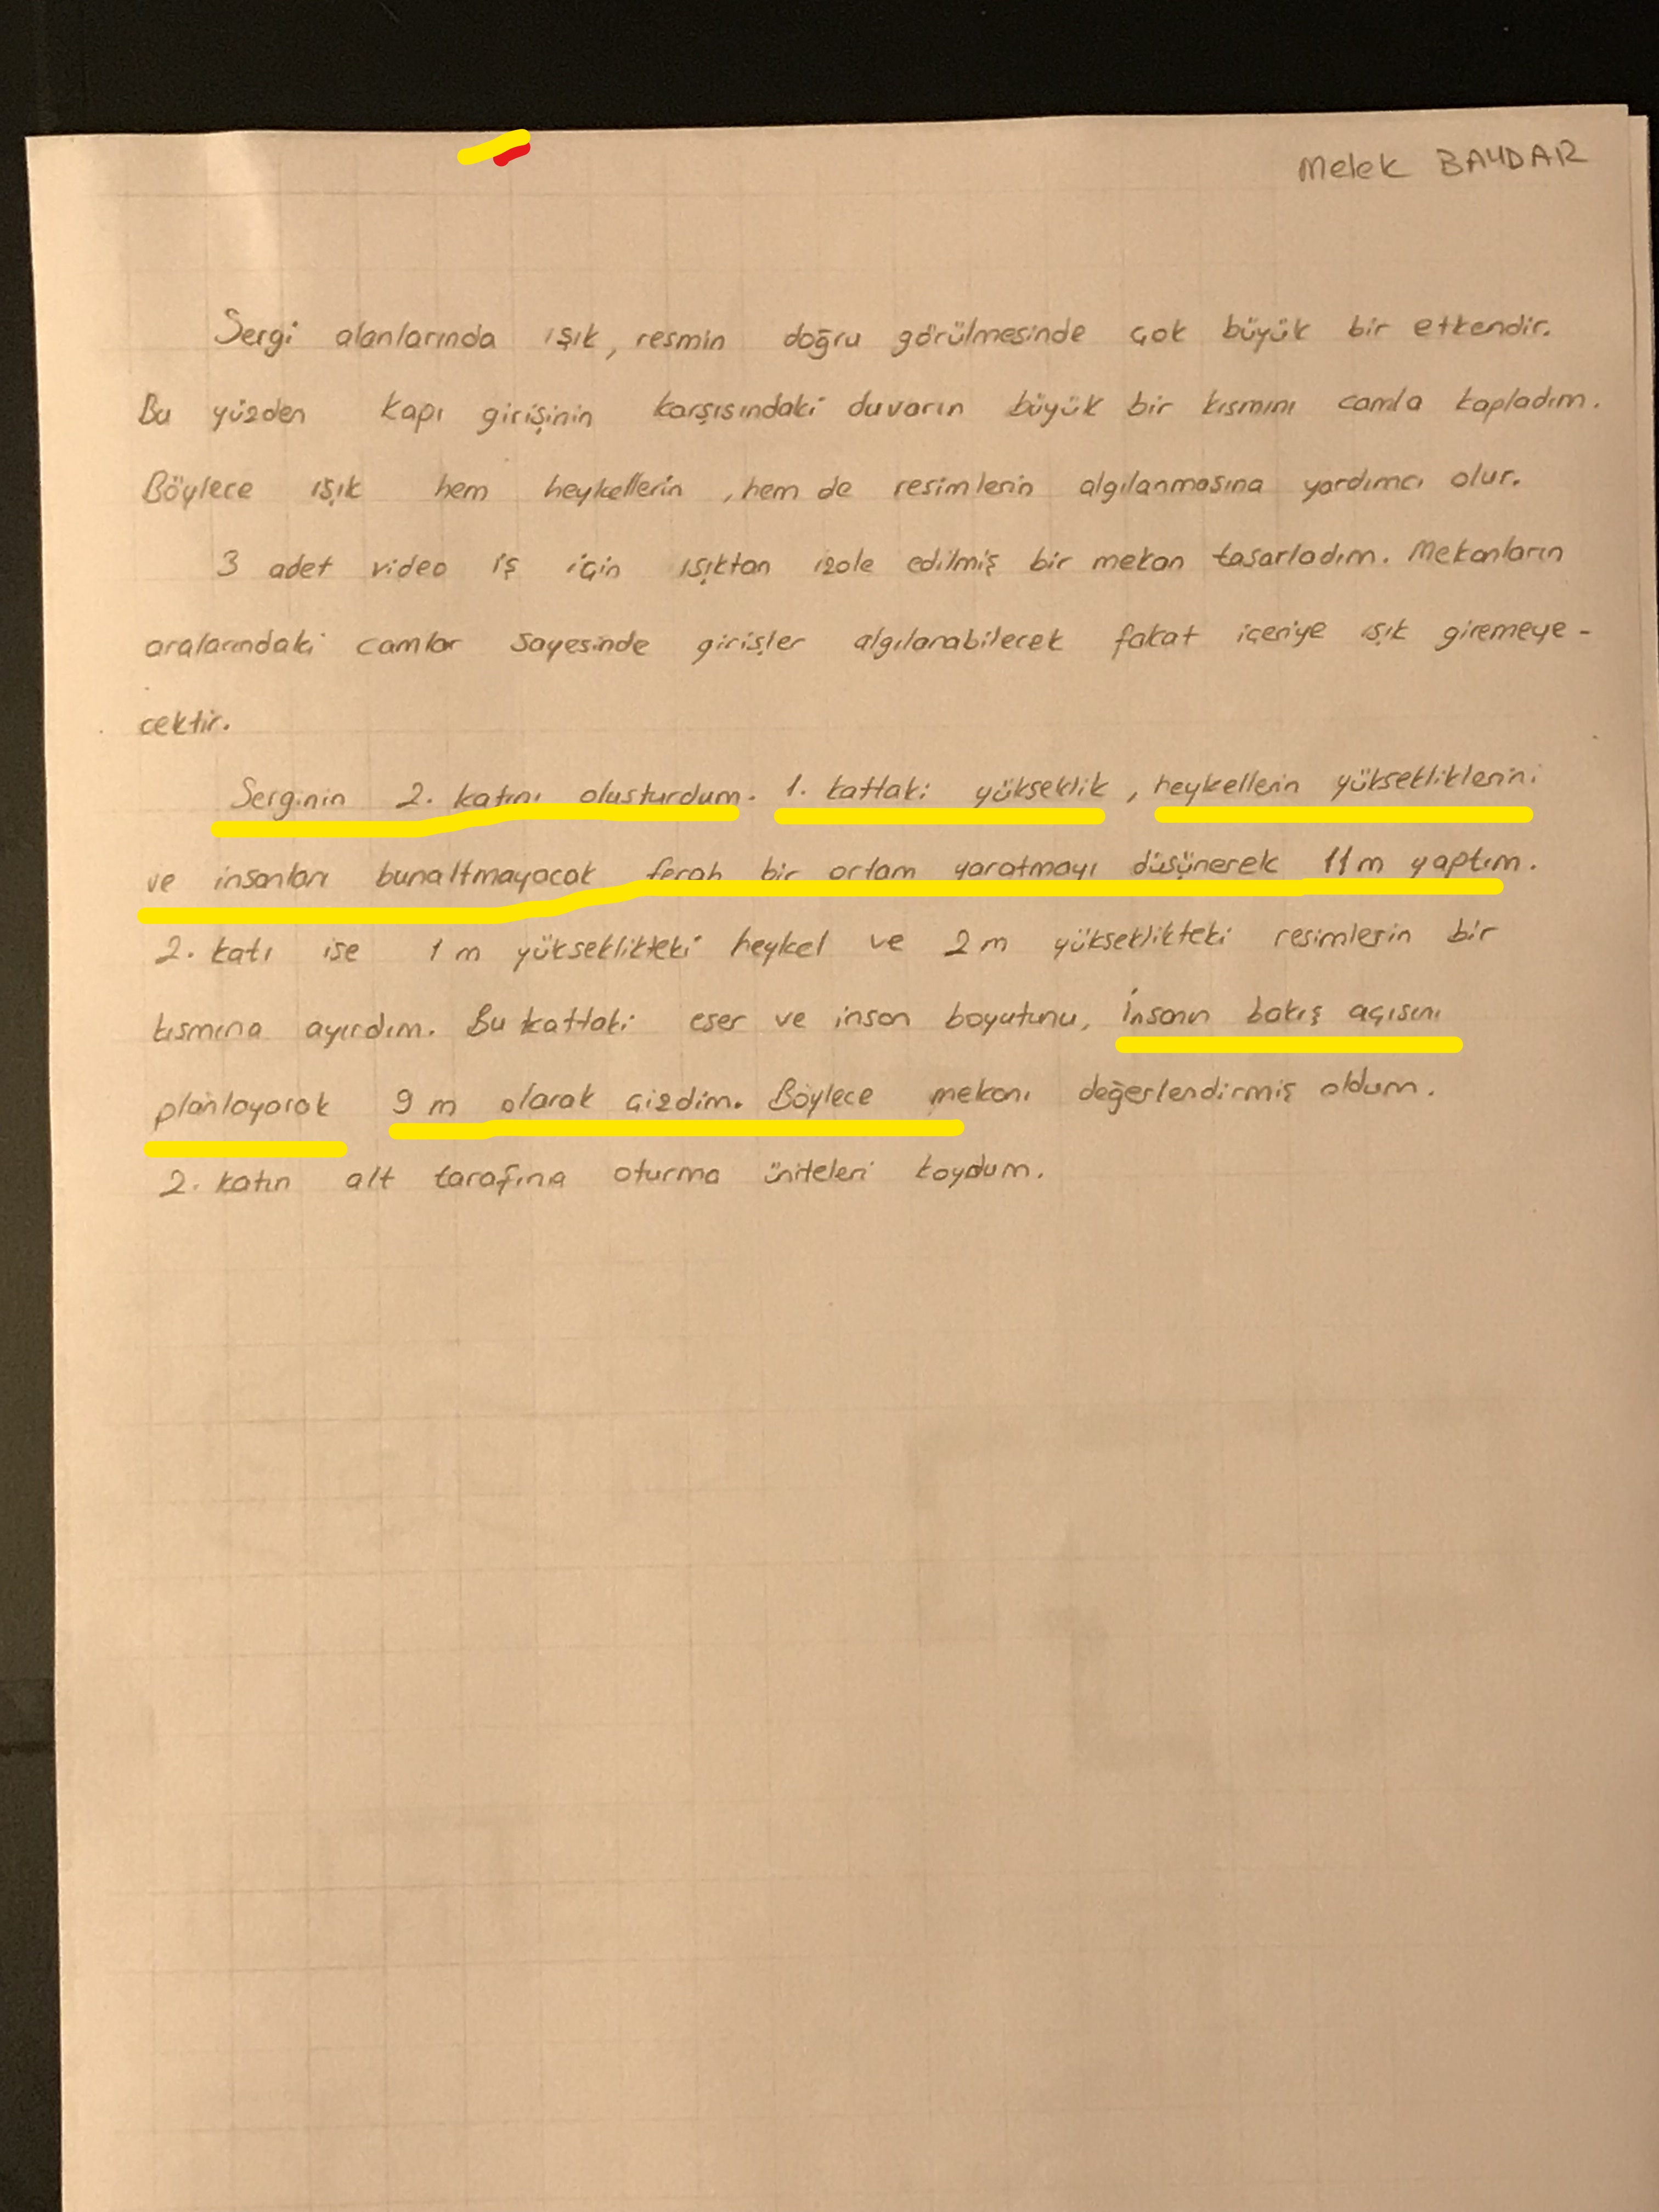 Melek BAYDAR
Sergi alanlarında ışık, resmin doğru görülmesinde çok büyük bir etkendir.
Bu yüzden kapı girişinin karşısındaki duvarın büyük bir kısmını camla kapladım.
Böylece ışık hem heykellerin, hem de resimlerin algılanmasına yardımcı olur.
3 adet video iş için ışıktan izole edilmiş bir mekan tasarladım. Mekanların
aralarındaki camlar sayesinde girişler algılanabilecek fakat içeriye ışık giremeye-
cektir.
Serginin 2. katını oluşturdum. 1. kattaki yükseklik, heykellerin yüksekliklerini
ve insanları bunaltmayacak ferah bir ortam yaratmayı düşünerek 11m yaptım.
2. katı ise 1m yükseklikteki heykel ve 2m yükseklikteki resimlerin bir
kısmına ayırdım. Bu kattaki eser ve insan boyutunu, İnsanın bakış açısını
planlayarak 9m olarak çizdim. Böylece mekanı değerlendirmiş oldum.
2. katın alt tarafına oturma üniteleri koydum.